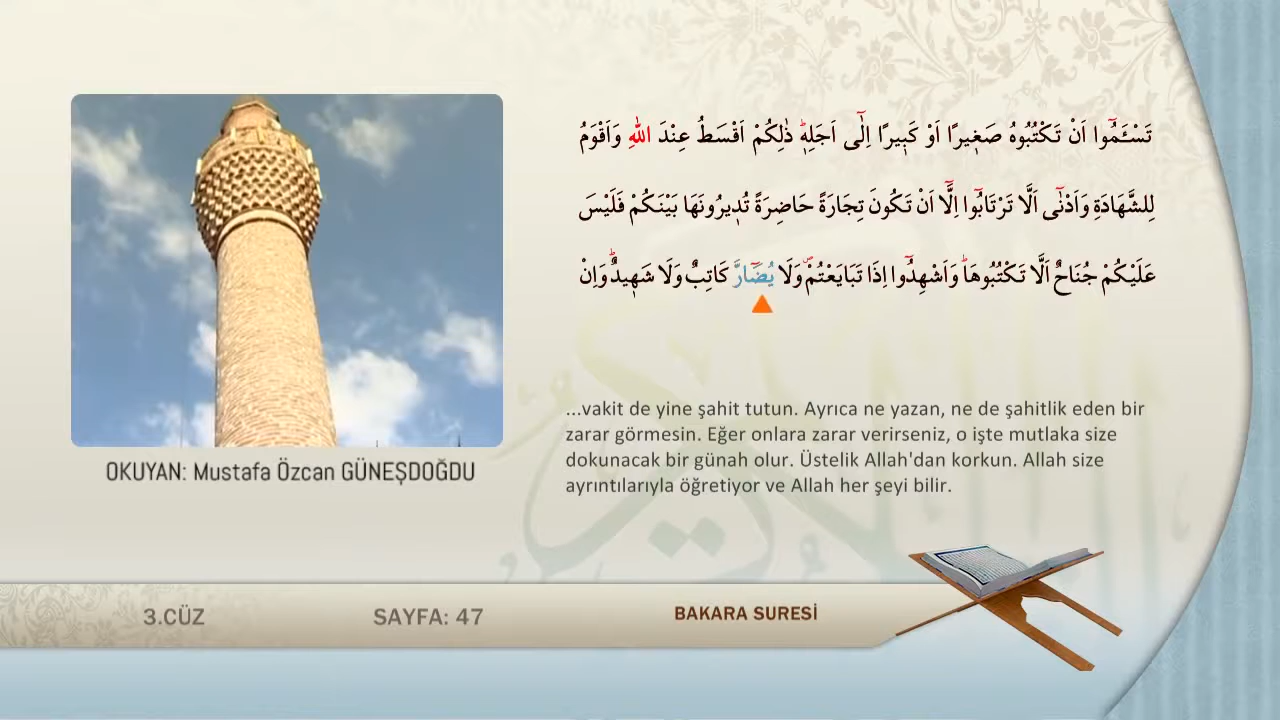 تَسْـَٔمُٓوا اَنْ تَكْتُبُوهُ صَغ۪يرًا اَوْ كَب۪يرًا اِلٰٓى اَجَلِه۪ۜ ذٰلِكُمْ اَقْسَطُ عِنْدَ اللّٰهِ وَاَقْوَمُ
لِلشَّهَادَةِ وَاَدْنٰٓى اَلَّا تَرْتَابُٓوا اِلَّٓا اَنْ تَكُونَ تِجَارَةً حَاضِرَةً تُد۪يرُونَهَا بَيْنَكُمْ فَلَيْسَ
عَلَيْكُمْ جُنَاحٌ اَلَّا تَكْتُبُوهَاۜ وَاَشْهِدُٓوا اِذَا تَبَايَعْتُمْۖ وَلَا يُضَٓارَّ كَاتِبٌ وَلَا شَه۪يدٌۜ وَاِنْ
...vakit de yine şahit tutun. Ayrıca ne yazan, ne de şahitlik eden bir
zarar görmesin. Eğer onlara zarar verirseniz, o işte mutlaka size
dokunacak bir günah olur. Üstelik Allah'dan korkun. Allah size
ayrıntılarıyla öğretiyor ve Allah her şeyi bilir.
OKUYAN: Mustafa Özcan GÜNEŞDOĞDU
3.CÜZ
SAYFA: 47
BAKARA SURESİ